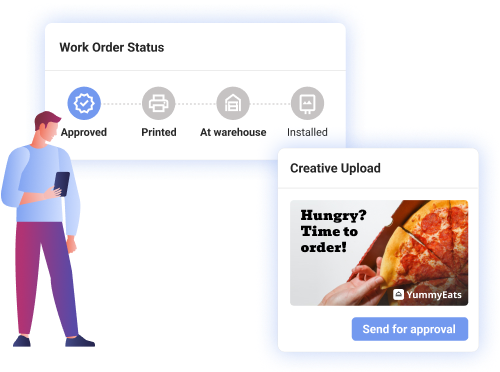 Work Order Status
Approved
Printed
At warehouse
Installed
Creative Upload
Hungry?
Time to
order!
YummyEats
Send for approval